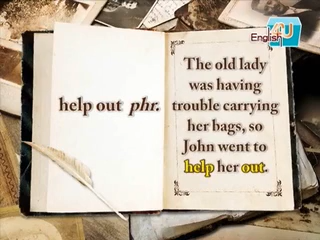 English 4U
help out phr.
The old lady
was having
trouble carrying
her bags, so
John went to
help her out.